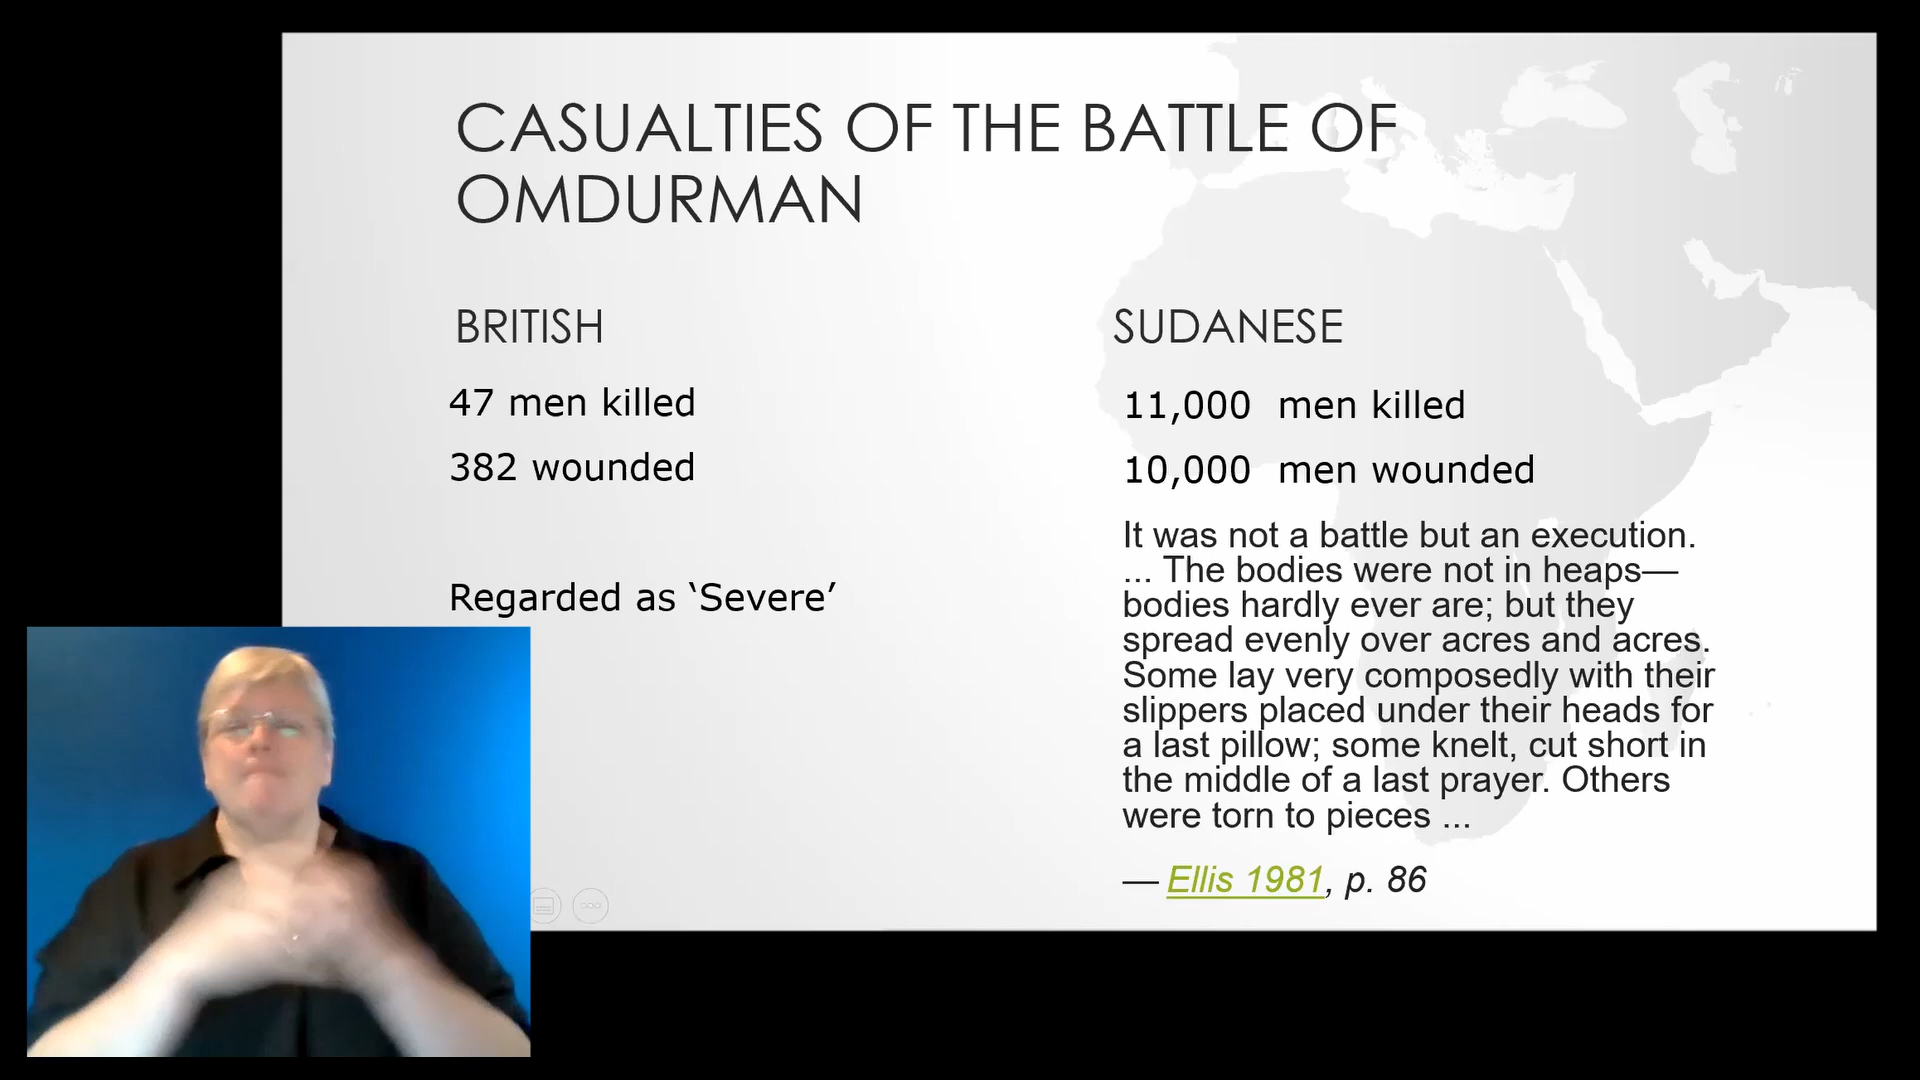 CASUALTIES OF THE BATTLE OF
OMDURMAN
BRITISH
47 men killed
382 wounded
Regarded as ‘Severe’
SUDANESE
11,000 men killed
10,000 men wounded
It was not a battle but an execution.
... The bodies were not in heaps—
bodies hardly ever are; but they
spread evenly over acres and acres.
Some lay very composedly with their
slippers placed under their heads for
a last pillow; some knelt, cut short in
the middle of a last prayer. Others
were torn to pieces ...
— Ellis 1981, p. 86